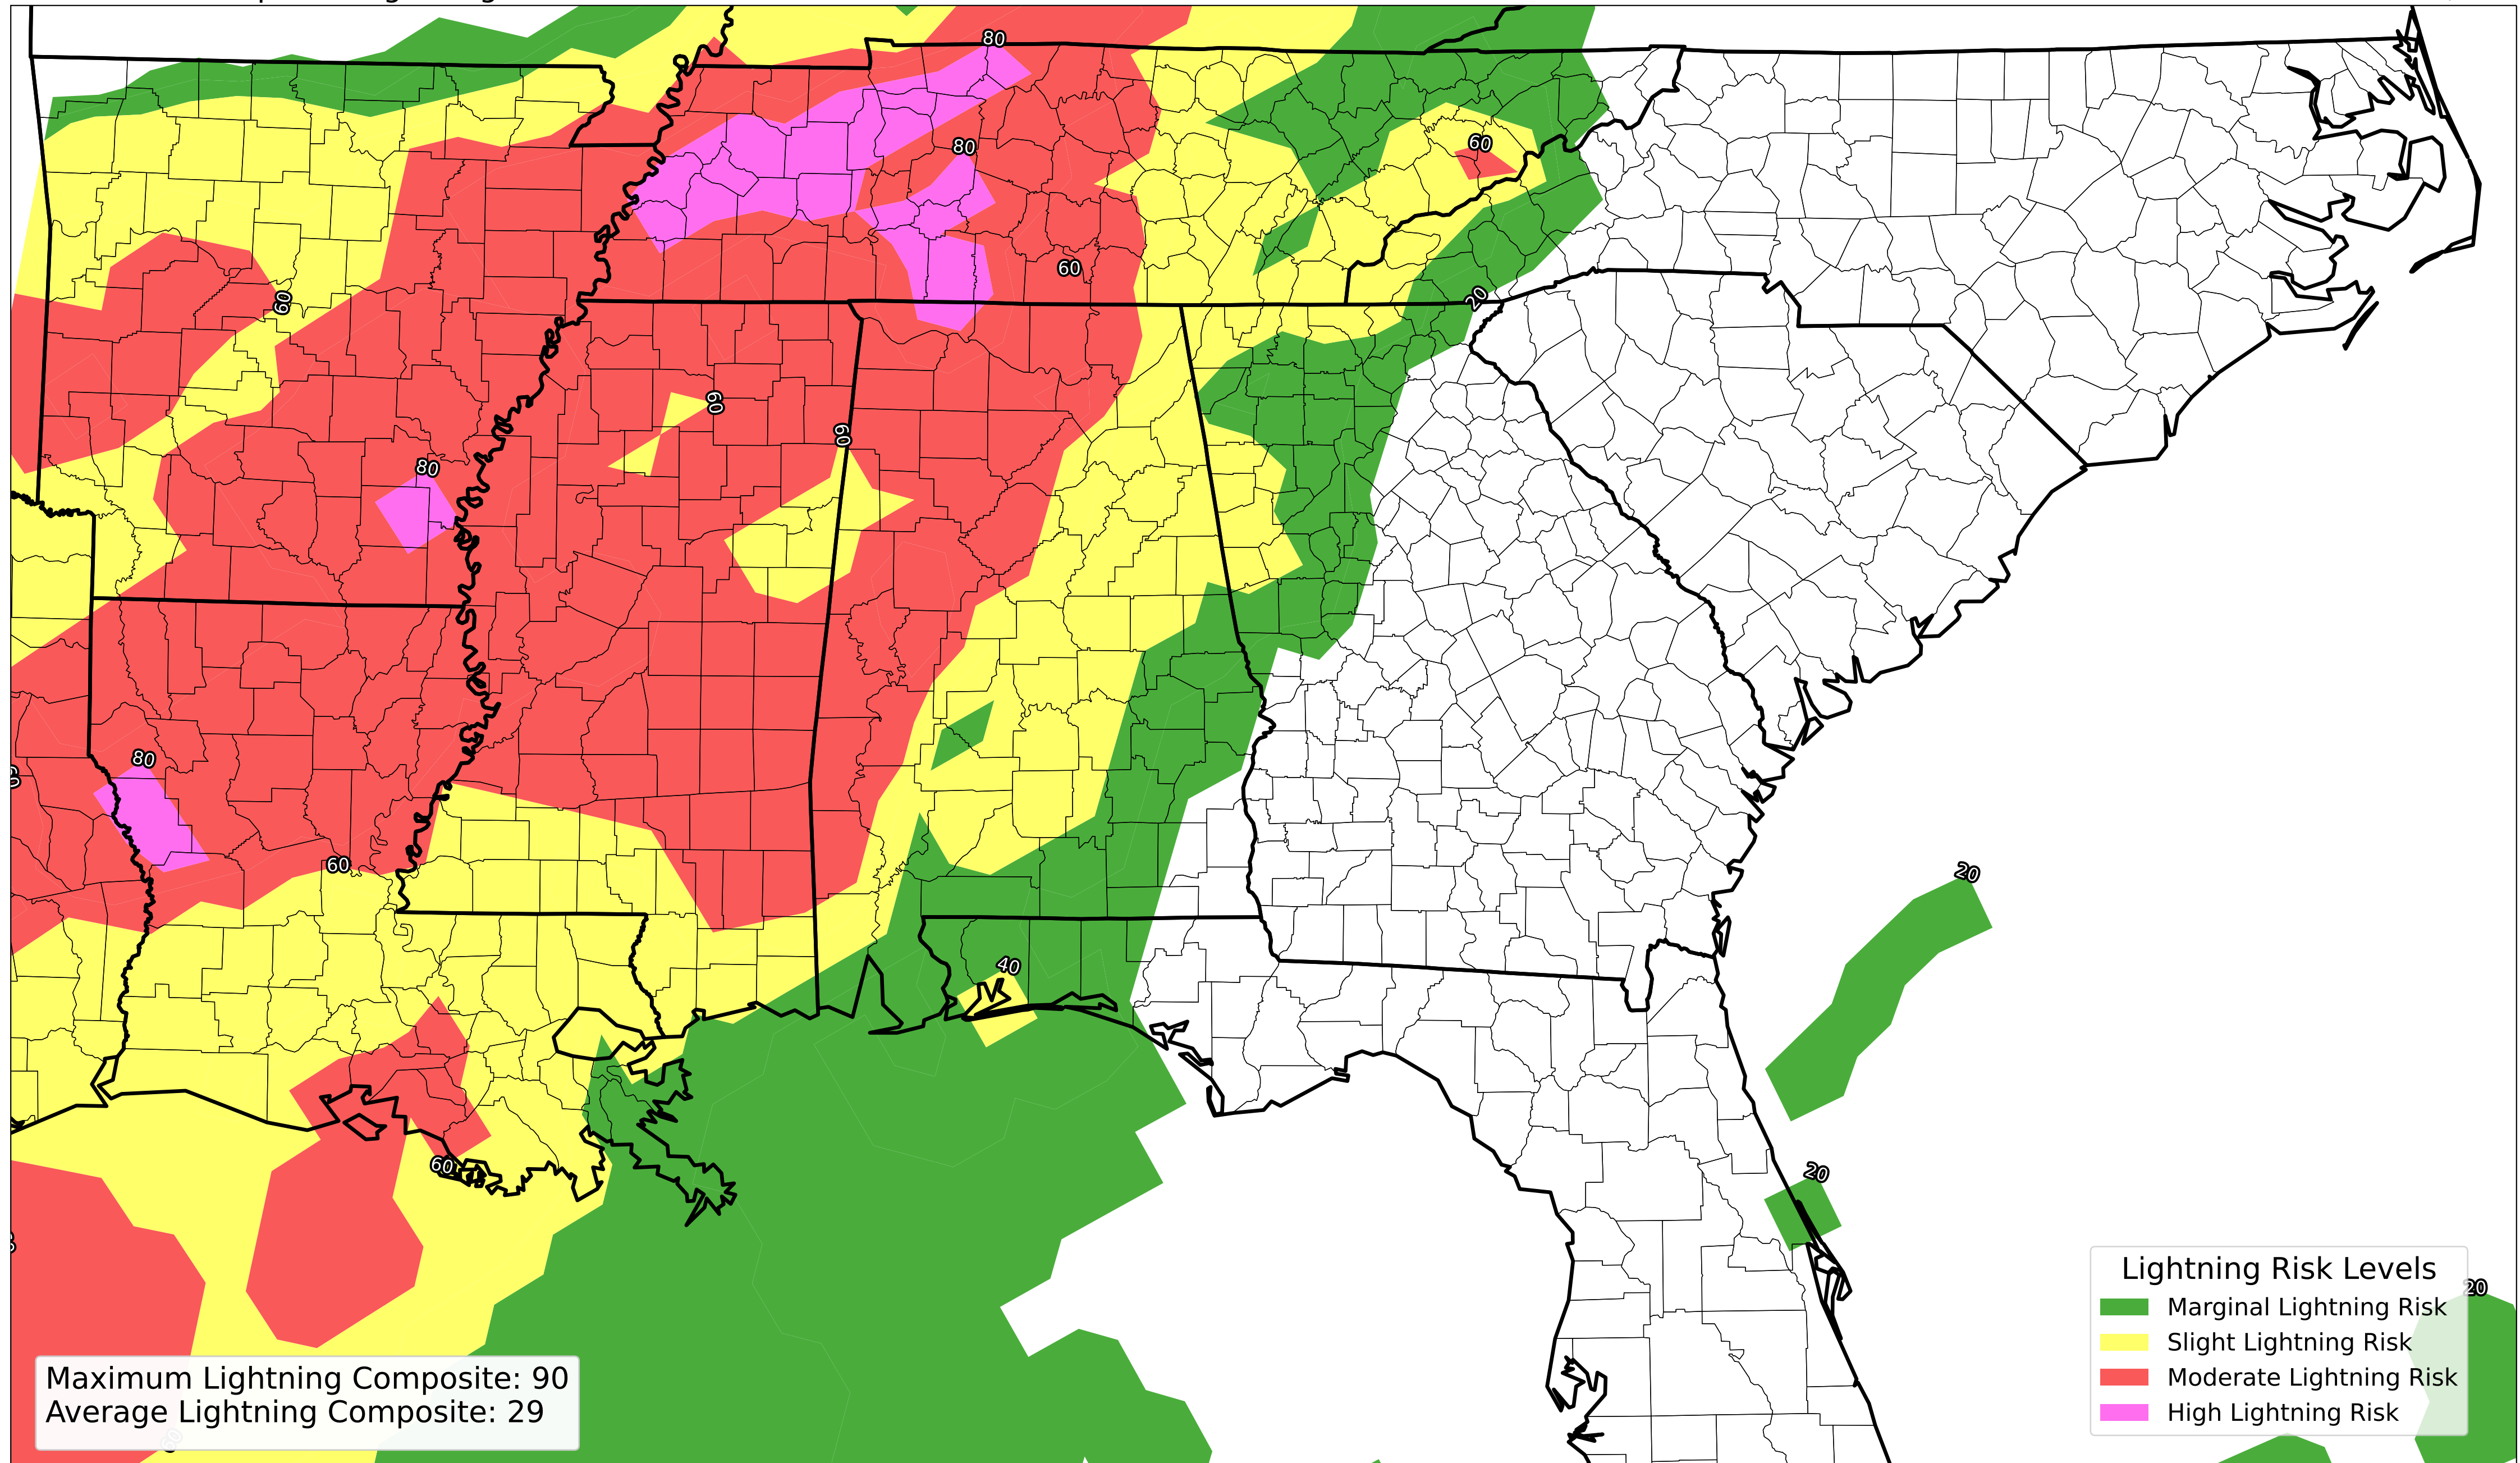 80
80
60
60
20
60
60
60
80
80
60
20
40
60
20
20
Lightning Risk Levels
Marginal Lightning Risk
Slight Lightning Risk
Moderate Lightning Risk
High Lightning Risk
Maximum Lightning Composite: 90
Average Lightning Composite: 29